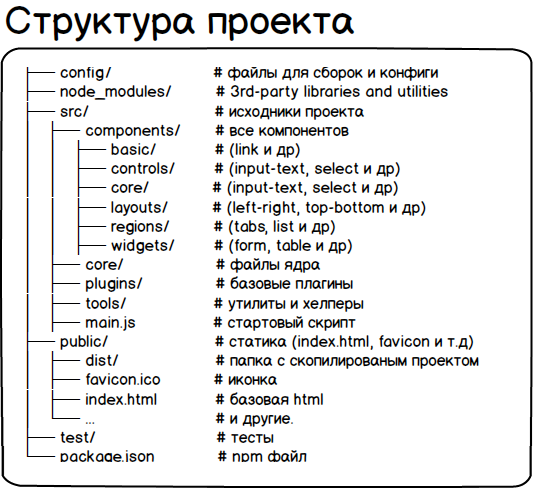 Структура проекта
config/ # файлы для сборок и конфиги
node_modules/ # 3rd-party libraries and utilities
src/ # исходники проекта
components/ # все компонентов
basic/ # (link и др)
controls/ # (input-text, select и др)
core/ # (input-text, select и др)
layouts/ # (left-right, top-bottom и др)
regions/ # (tabs, list и др)
widgets/ # (form, table и др)
core/ # файлы ядра
plugins/ # базовые плагины
tools/ # утилиты и хелперы
main.js # стартовый скрипт
public/ # статика (index.html, favicon и т.д)
dist/ # папка с скопилированым проектом
favicon.ico # иконка
index.html # базовая html
... # и другие.
test/ # тесты
package.json # npm файл